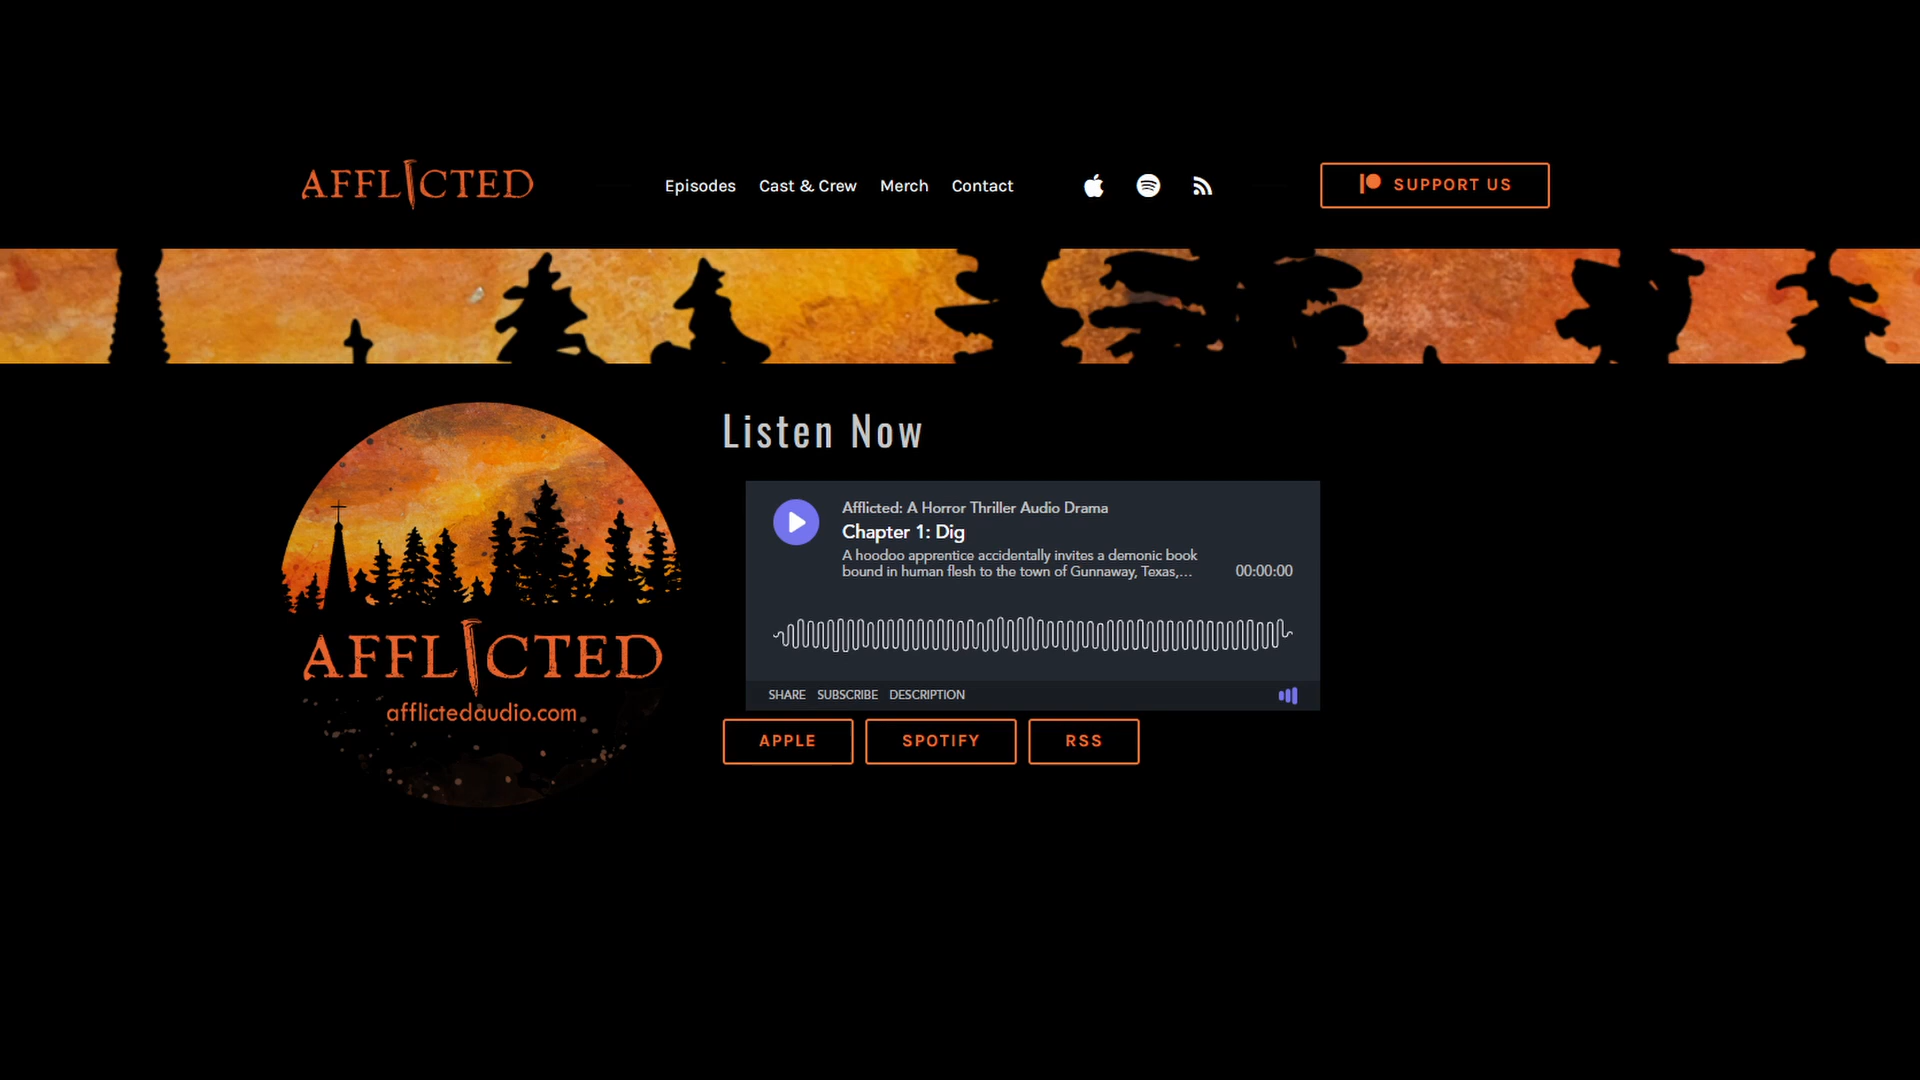 AFFLICTED
Episodes Cast & Crew Merch Contact
SUPPORT US
AFFLICTED
afflictedaudio.com
Listen Now
Afflicted: A Horror Thriller Audio Drama
Chapter 1: Dig
A hoodoo apprentice accidentally invites a demonic book
bound in human flesh to the town of Gunnaway, Texas,...
00:00:00
SHARE SUBSCRIBE DESCRIPTION
APPLE SPOTIFY RSS